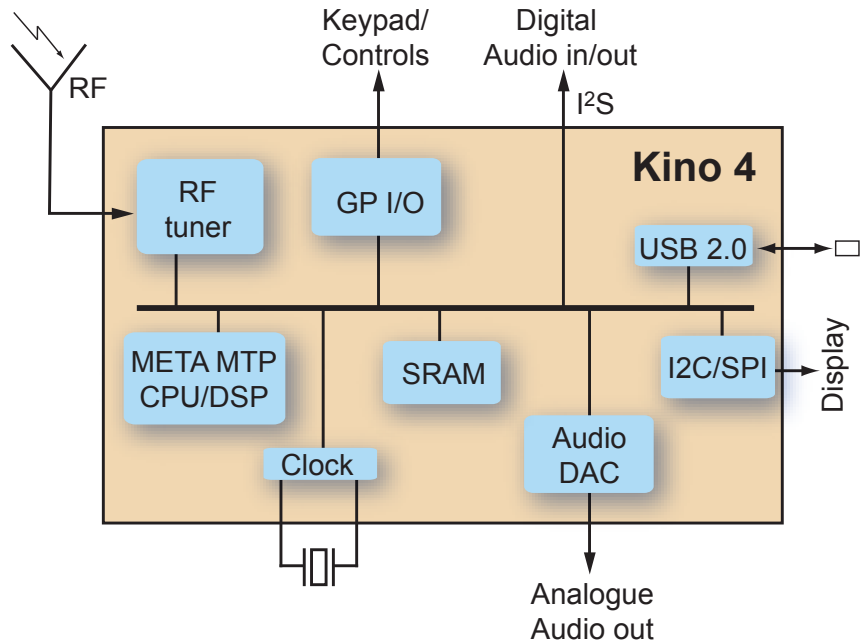 Keypad/
Controls
Digital
Audio in/out
RF
I²S
Kino 4
RF
tuner
GP I/O
USB 2.0
META MTP
CPU/DSP
SRAM
I2C/SPI
Display
Clock
Audio
DAC
Analogue
Audio out